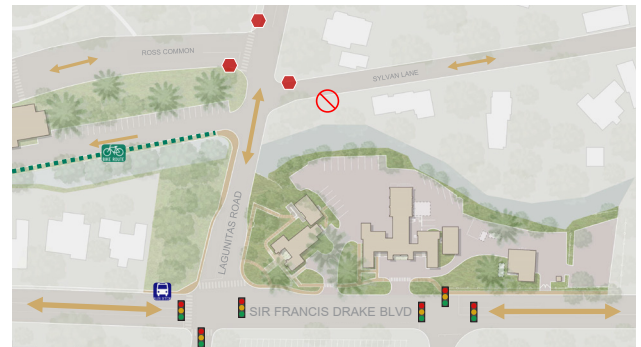 ROSS COMMON
SYLVAN LANE
BIKE ROUTE
LAGUNITAS ROAD
SIR FRANCIS DRAKE BLVD